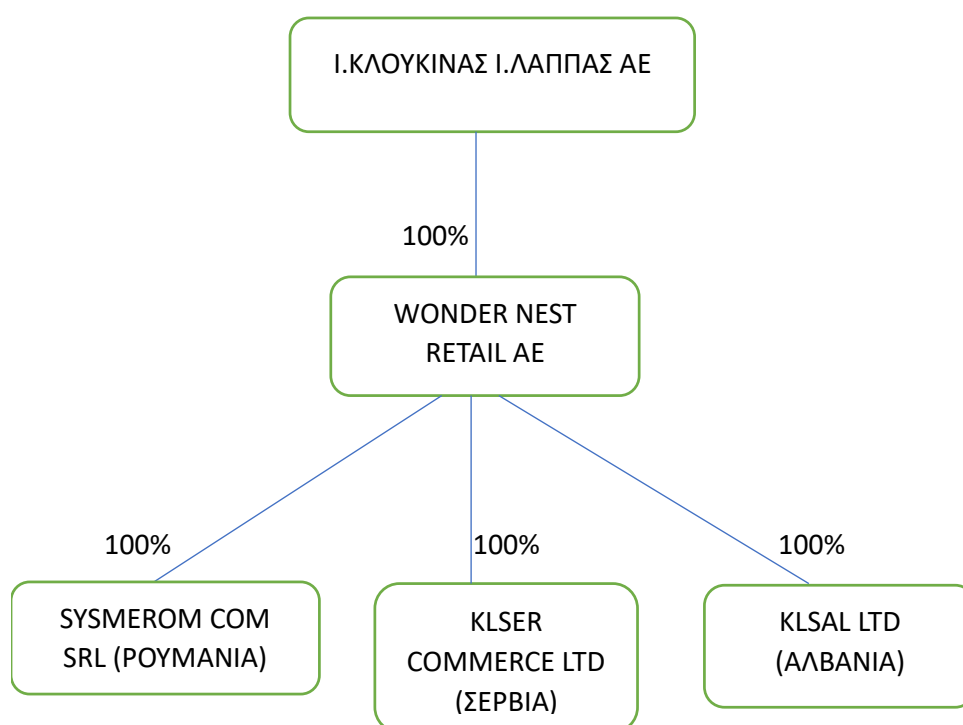 Ι.ΚΛΟΥΚΙΝΑΣ Ι.ΛΑΠΠΑΣ ΑΕ
100%
WONDER NEST
RETAIL AE
100%
100%
100%
SYSMEROM COM
SRL (ΡΟΥΜΑΝΙΑ)
KLSER
COMMERCE LTD
(ΣΕΡΒΙΑ)
KLSAL LTD
(ΑΛΒΑΝΙΑ)